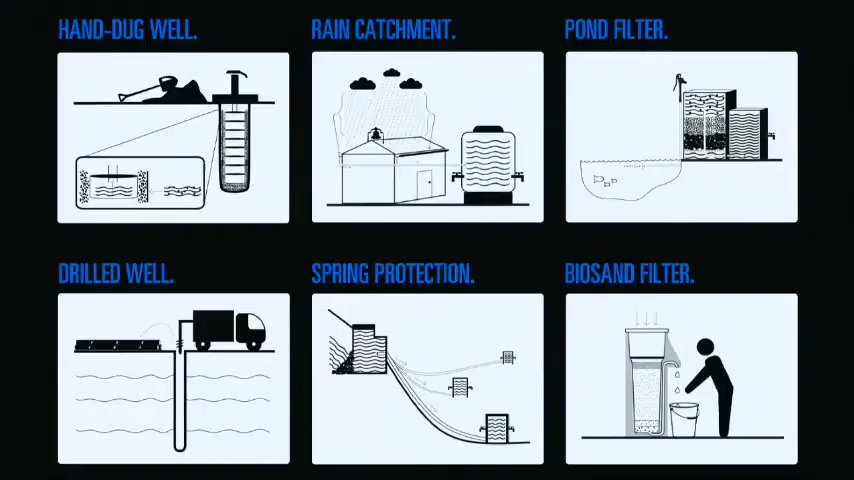 HAND-DUG WELL.
RAIN CATCHMENT.
POND FILTER.
DRILLED WELL.
SPRING PROTECTION.
BIOSAND FILTER.